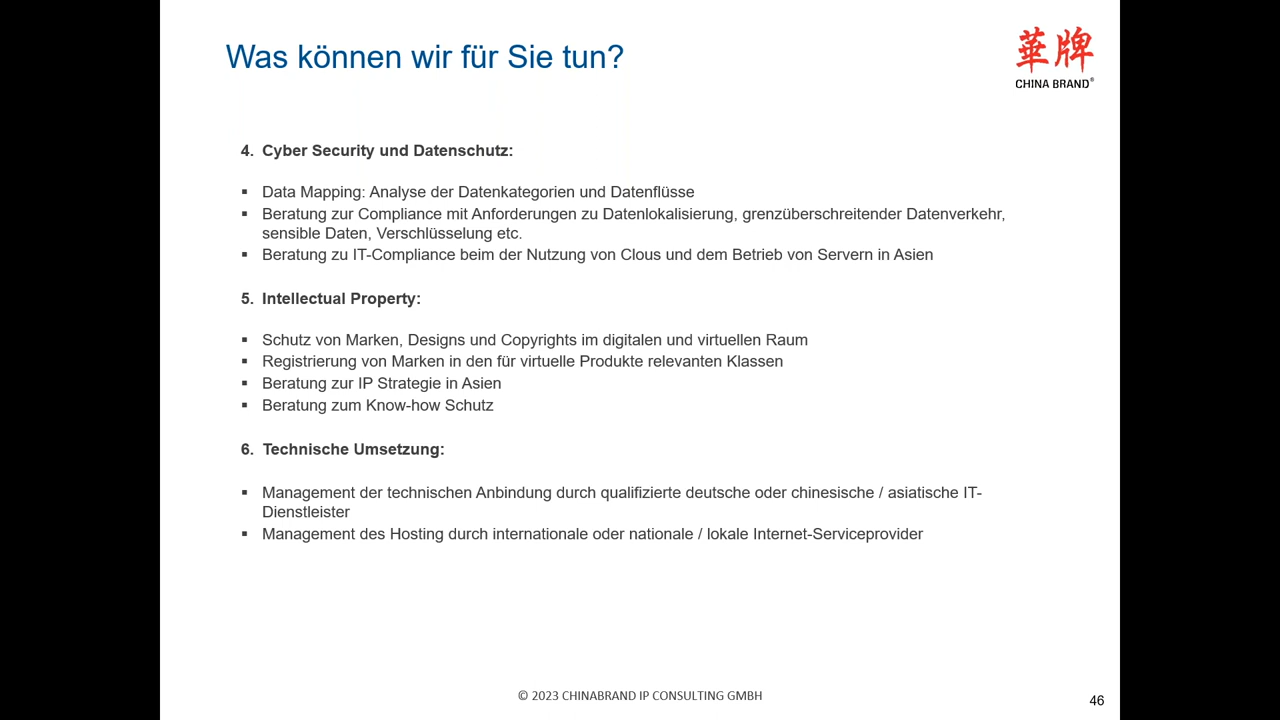 Was können wir für Sie tun?
華牌
CHINA BRAND®
4. Cyber Security und Datenschutz:
▪ Data Mapping: Analyse der Datenkategorien und Datenflüsse
▪ Beratung zur Compliance mit Anforderungen zu Datenlokalisierung, grenzüberschreitender Datenverkehr,
sensible Daten, Verschlüsselung etc.
▪ Beratung zu IT-Compliance beim der Nutzung von Clous und dem Betrieb von Servern in Asien
5. Intellectual Property:
▪ Schutz von Marken, Designs und Copyrights im digitalen und virtuellen Raum
▪ Registrierung von Marken in den für virtuelle Produkte relevanten Klassen
▪ Beratung zur IP Strategie in Asien
▪ Beratung zum Know-how Schutz
6. Technische Umsetzung:
▪ Management der technischen Anbindung durch qualifizierte deutsche oder chinesische / asiatische IT-
Dienstleister
▪ Management des Hosting durch internationale oder nationale / lokale Internet-Serviceprovider
© 2023 CHINABRAND IP CONSULTING GMBH
46